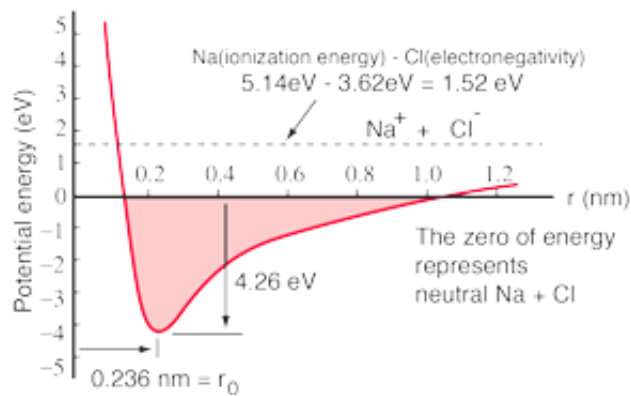 5
4
3
2
1
0
−1
−2
−3
−4
−5
Potential energy (eV)
Na(ionization energy) - Cl(electronegativity)
5.14eV - 3.62eV = 1.52 eV
Na+ + Cl-
0.2 0.4 0.6 0.8 1.0 1.2
r (nm)
The zero of energy
represents
neutral Na + Cl
4.26 eV
0.236 nm = r0